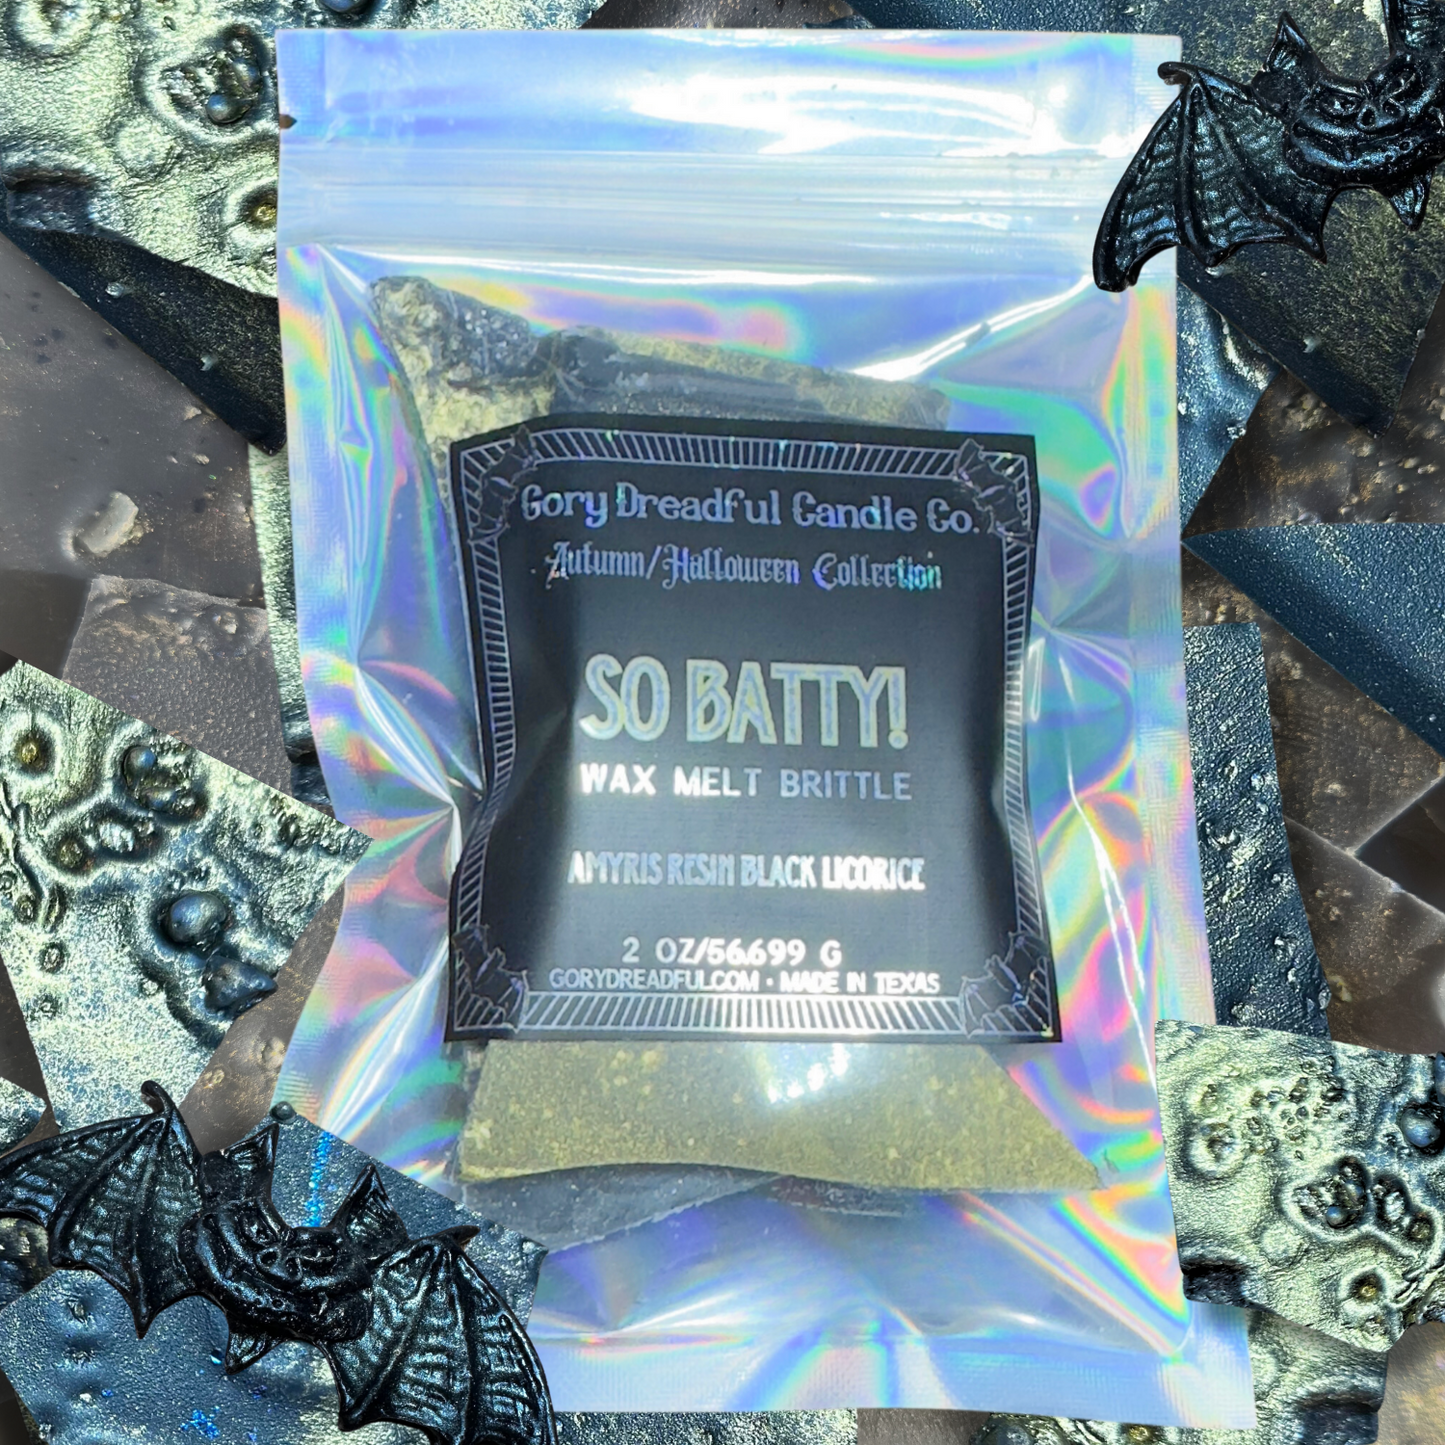 Gory Dreadful Candle Co.
Autumn/Halloween Collection
SO BATTY!
WAX MELT BRITTLE
AMYRIS RESIN BLACK LICORICE
2 OZ/56.699 G
GORYDREADFUL.COM • MADE IN TEXAS